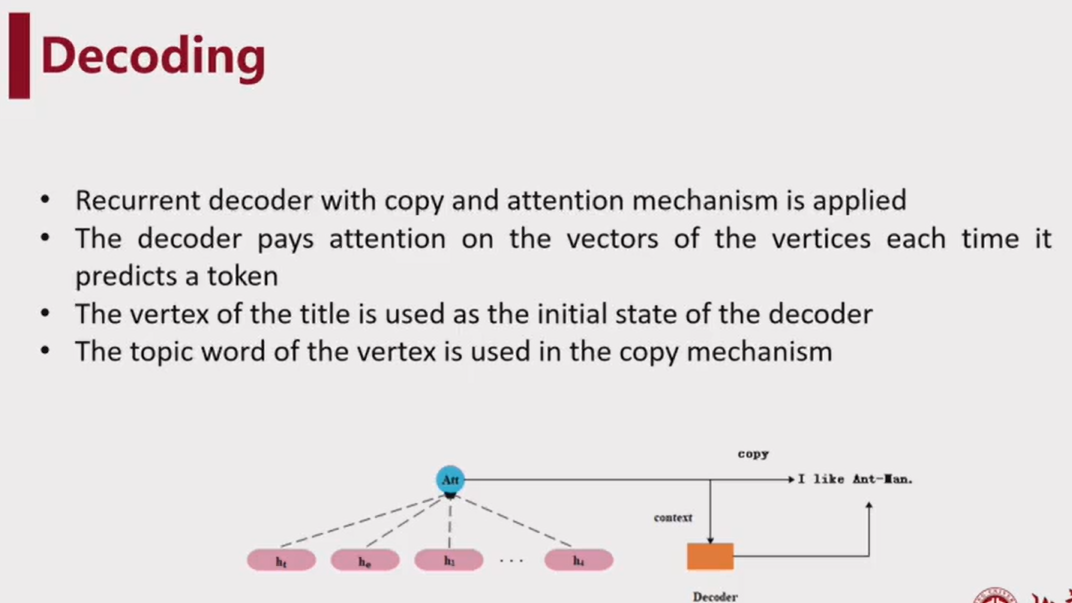 Decoding
• Recurrent decoder with copy and attention mechanism is applied
• The decoder pays attention on the vectors of the vertices each time it
predicts a token
• The vertex of the title is used as the initial state of the decoder
• The topic word of the vertex is used in the copy mechanism
copy
Att
I like Ant-Man.
context
h_t h_e h_1 ... h_i
Decoder